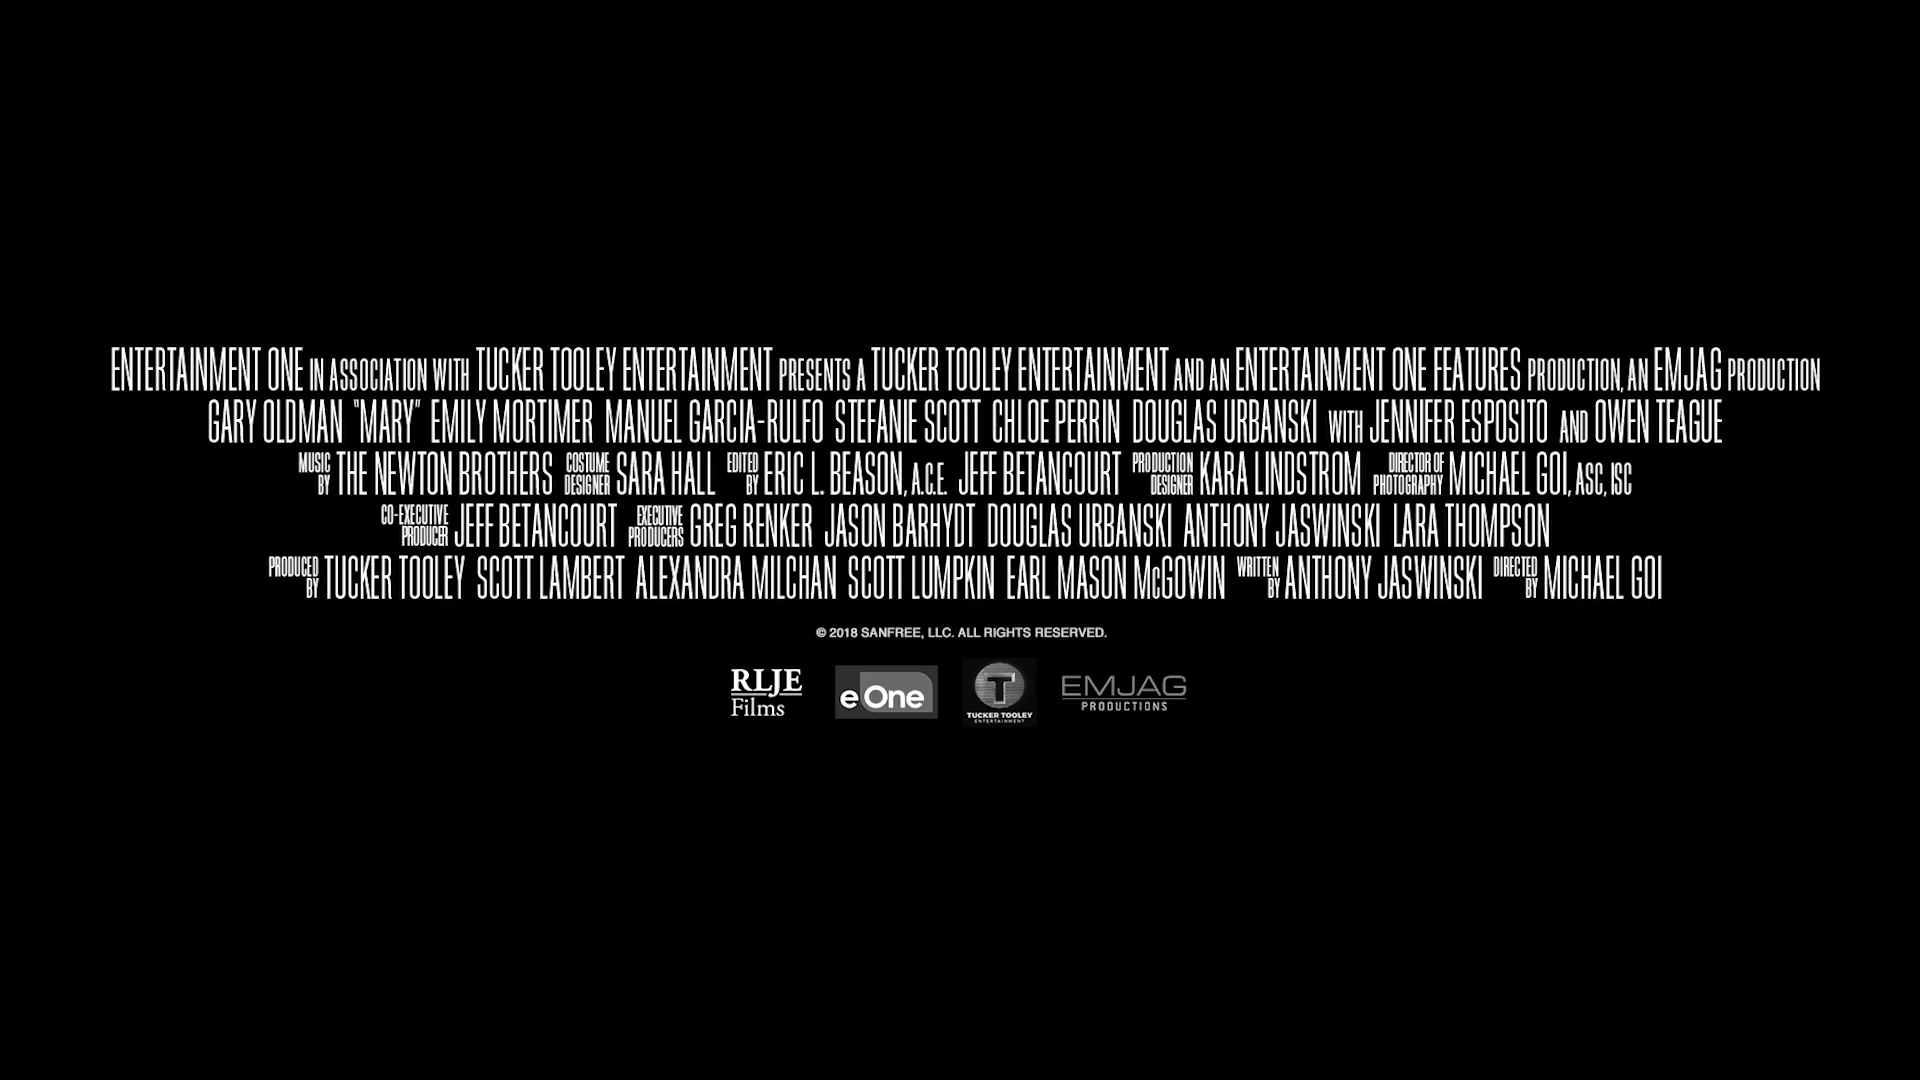 ENTERTAINMENT ONE IN ASSOCIATION WITH TUCKER TOOLEY ENTERTAINMENT PRESENTS A TUCKER TOOLEY ENTERTAINMENT AND AN ENTERTAINMENT ONE FEATURES PRODUCTION, AN EMJAG PRODUCTION
GARY OLDMAN "MARY" EMILY MORTIMER MANUEL GARCIA-RULFO STEFANIE SCOTT CHLOE PERRIN DOUGLAS URBANSKI WITH JENNIFER ESPOSITO AND OWEN TEAGUE
MUSIC BY THE NEWTON BROTHERS COSTUME DESIGNER SARA HALL EDITED BY ERIC L. BEASON, A.C.E. JEFF BETANCOURT PRODUCTION DESIGNER KARA LINDSTROM DIRECTOR OF PHOTOGRAPHY MICHAEL GOI, ASC, ISC
CO-EXECUTIVE PRODUCER JEFF BETANCOURT EXECUTIVE PRODUCERS GREG RENKER JASON BARHYDT DOUGLAS URBANSKI ANTHONY JASWINSKI LARA THOMPSON
PRODUCED BY TUCKER TOOLEY SCOTT LAMBERT ALEXANDRA MILCHAN SCOTT LUMPKIN EARL MASON McGOWIN WRITTEN BY ANTHONY JASWINSKI DIRECTED BY MICHAEL GOI
© 2018 SANFREE, LLC. ALL RIGHTS RESERVED.
RLJE
Films
eOne
T
TUCKER TOOLEY
ENTERTAINMENT
EMJAG
PRODUCTIONS